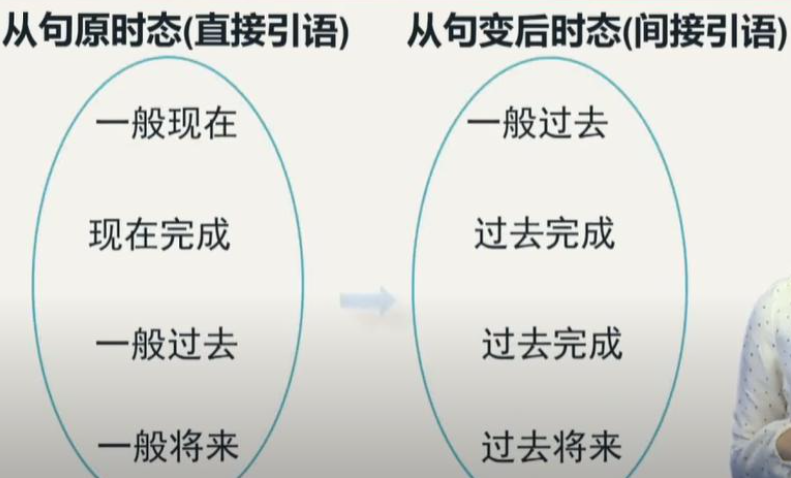 从句原时态(直接引语) 从句变后时态(间接引语)
一般现在 一般过去
现在完成 过去完成
一般过去 过去完成
一般将来 过去将来